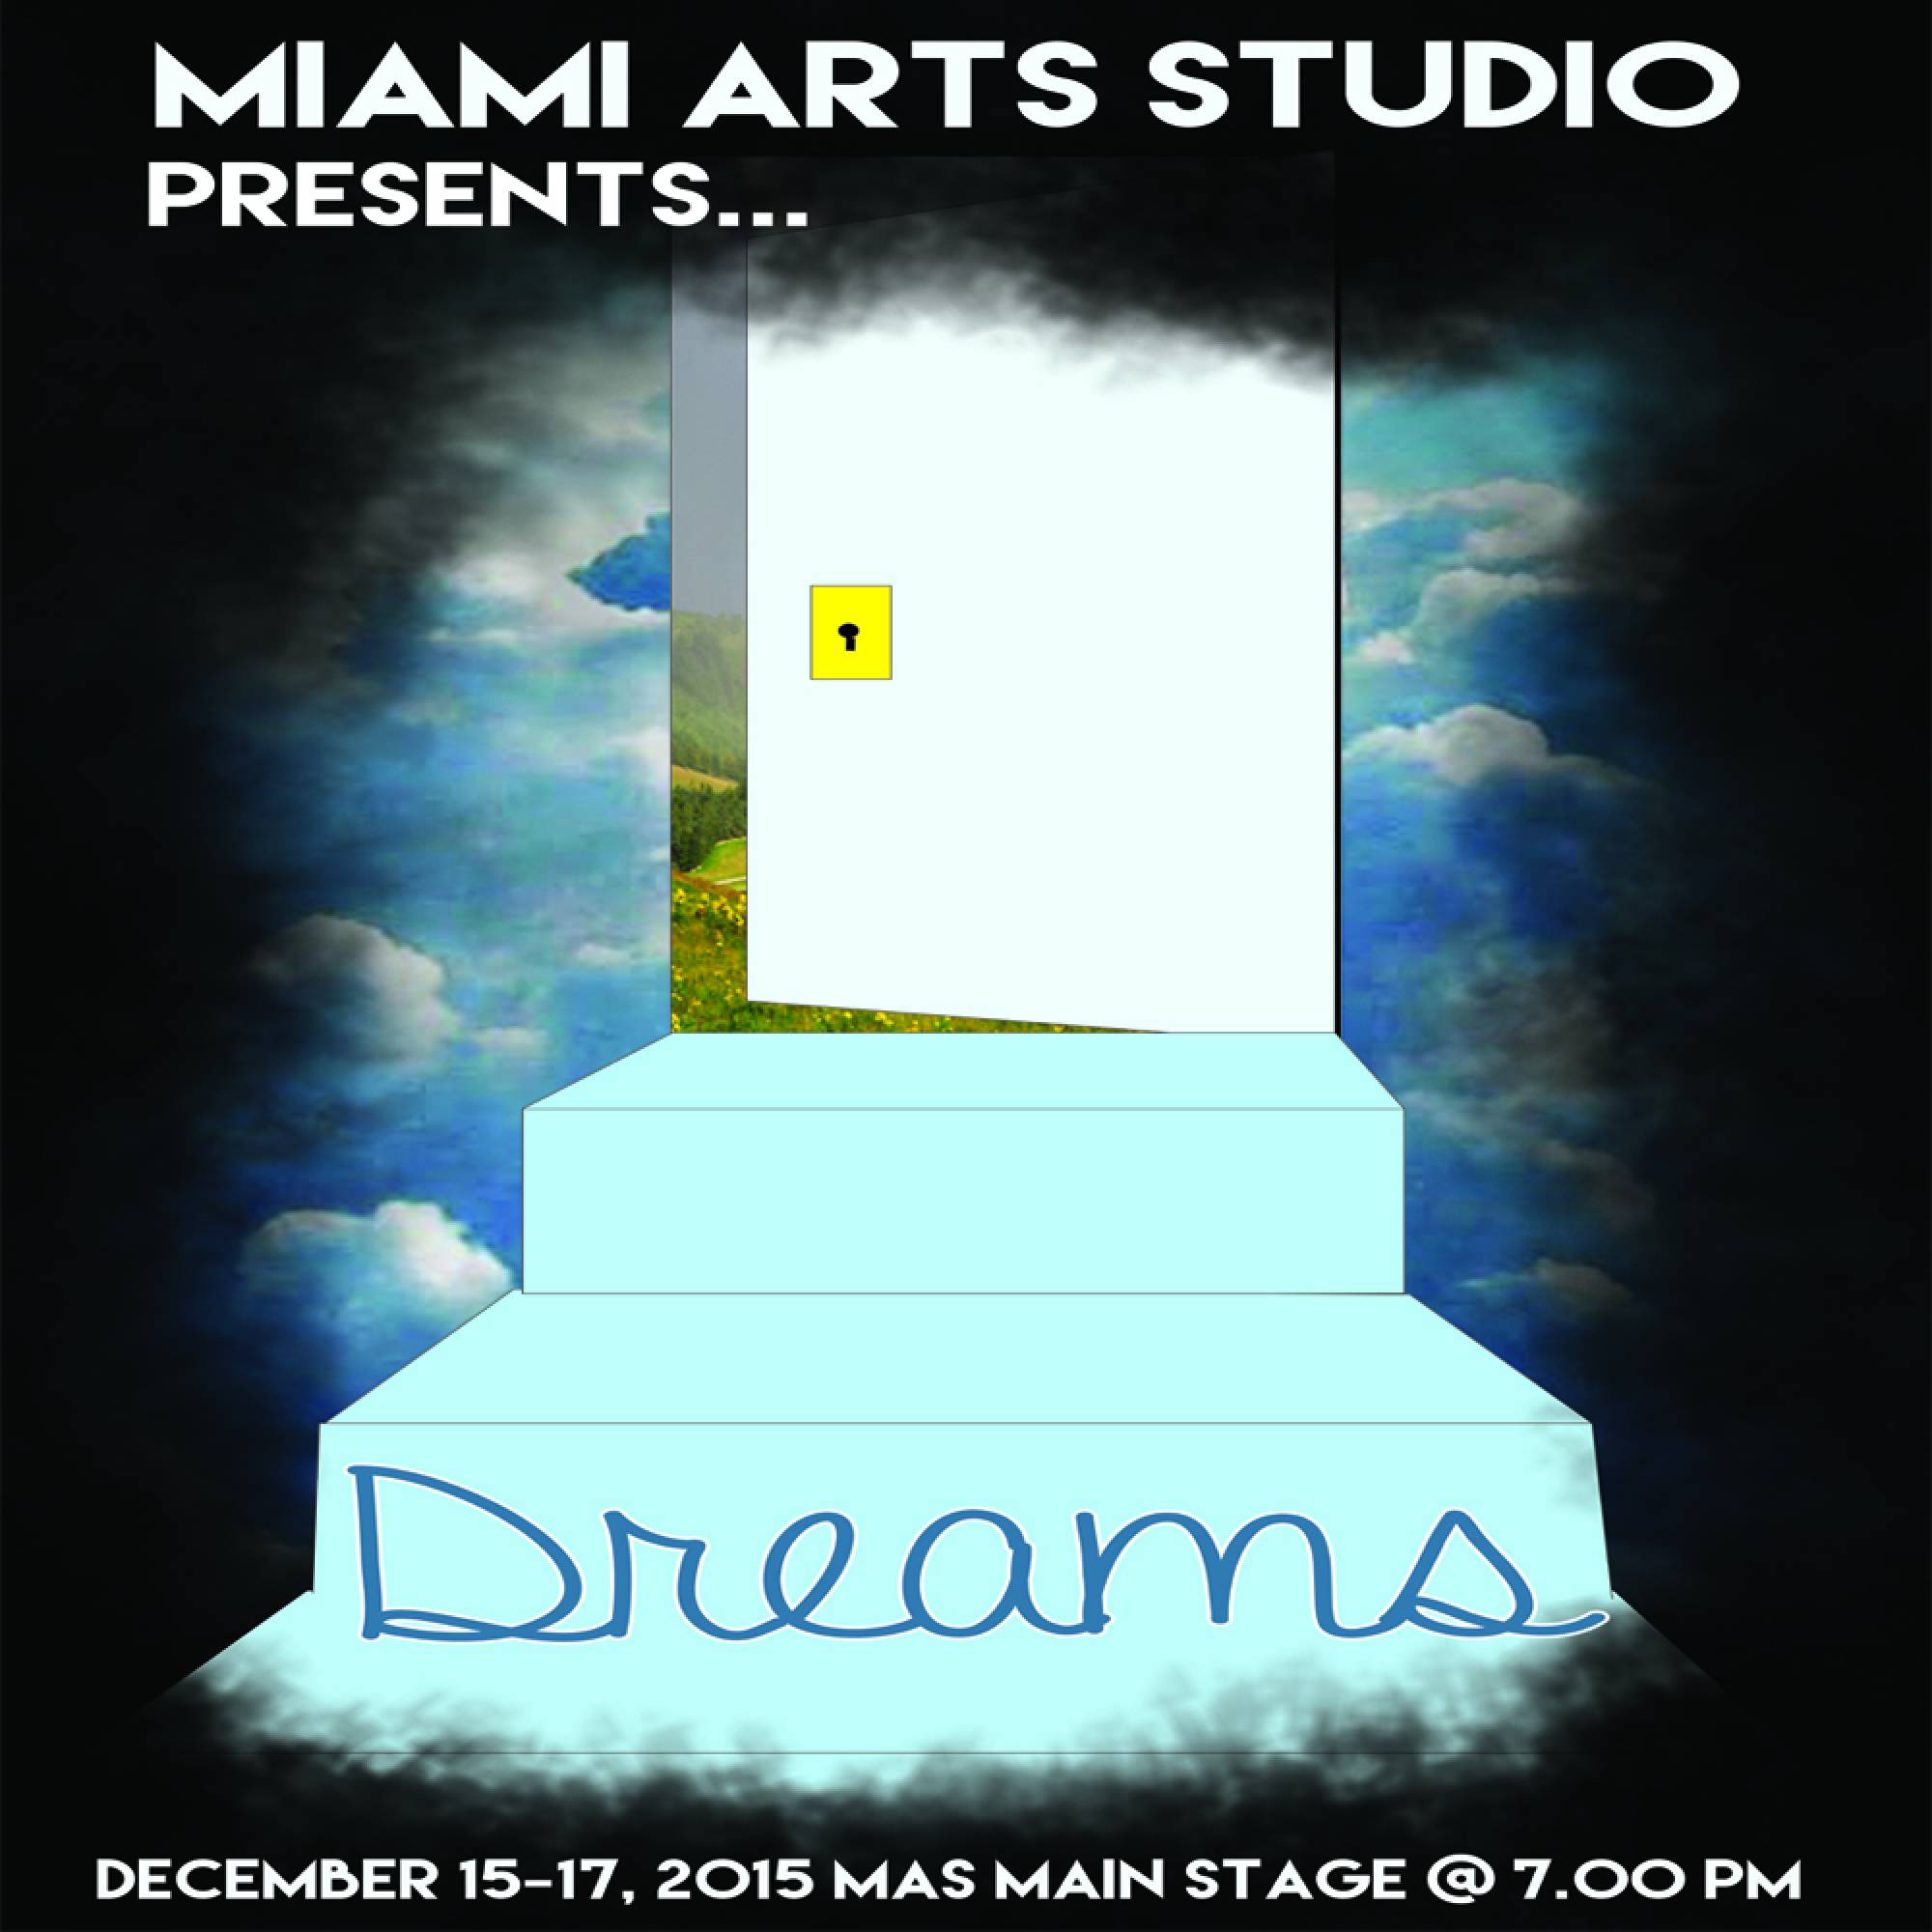 MIAMI ARTS STUDIO
PRESENTS...
Dreams
DECEMBER 15-17, 2015 MAS MAIN STAGE @ 7.00 PM